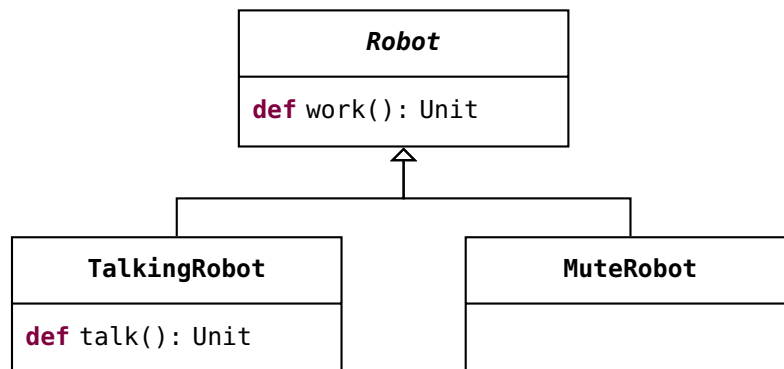 Robot
def work(): Unit
TalkingRobot
def talk(): Unit
MuteRobot